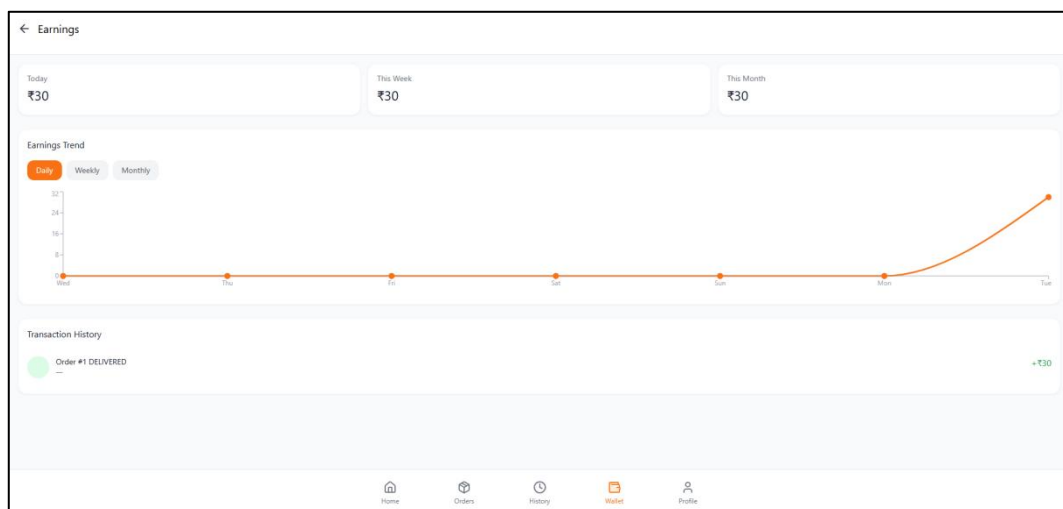 ← Earnings
Today
₹30
This Week
₹30
This Month
₹30
Earnings Trend
Daily Weekly Monthly
32
24
16
8
0
Wed Thu Fri Sat Sun Mon Tue
Transaction History
Order #1 DELIVERED +₹30
—
Home Orders History Wallet Profile